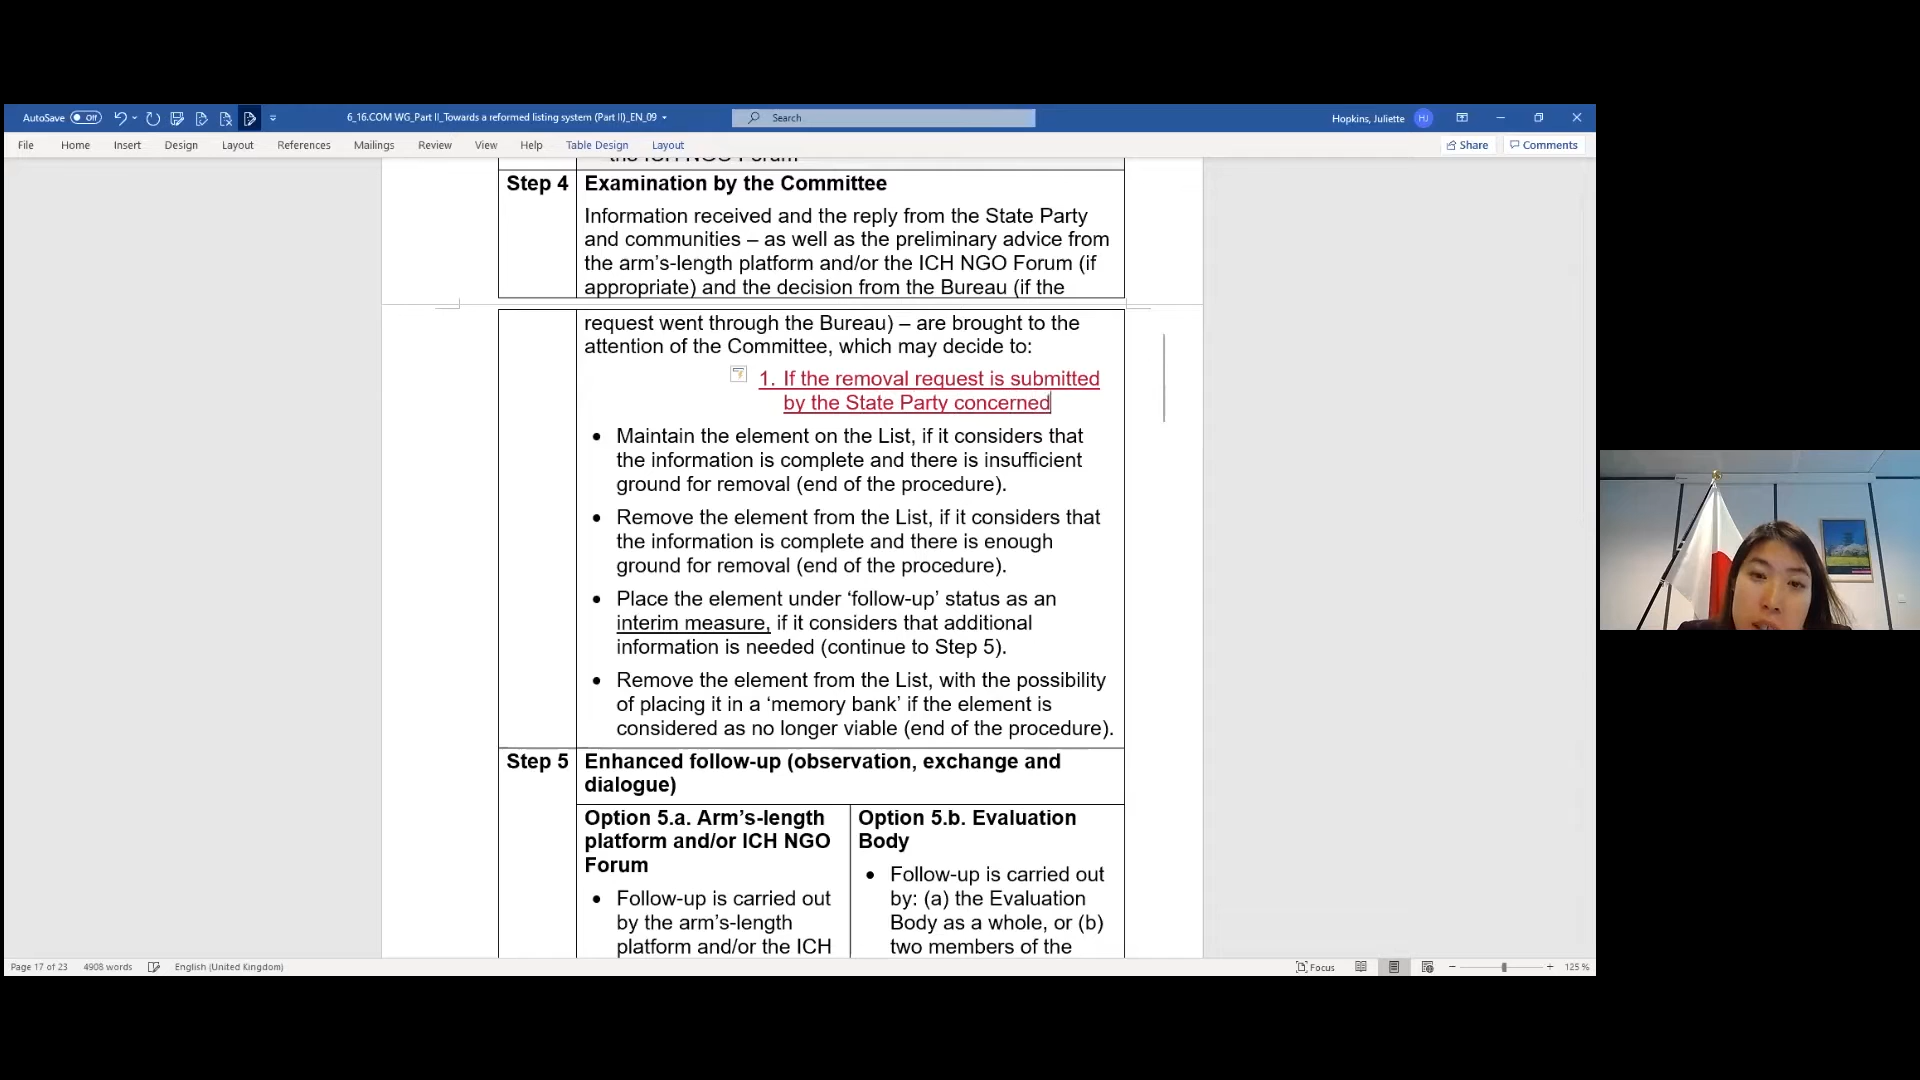 AutoSave Off
6_16.COM WG_Part II_Towards a reformed listing system (Part II)_EN_09
Search
Hopkins, Juliette HJ
File Home Insert Design Layout References Mailings Review View Help Table Design Layout
Share Comments
the ICH NGO Forum
Step 4 Examination by the Committee
Information received and the reply from the State Party
and communities – as well as the preliminary advice from
the arm’s-length platform and/or the ICH NGO Forum (if
appropriate) and the decision from the Bureau (if the
request went through the Bureau) – are brought to the
attention of the Committee, which may decide to:
1. If the removal request is submitted
by the State Party concerned
• Maintain the element on the List, if it considers that
the information is complete and there is insufficient
ground for removal (end of the procedure).
• Remove the element from the List, if it considers that
the information is complete and there is enough
ground for removal (end of the procedure).
• Place the element under ‘follow-up’ status as an
interim measure, if it considers that additional
information is needed (continue to Step 5).
• Remove the element from the List, with the possibility
of placing it in a ‘memory bank’ if the element is
considered as no longer viable (end of the procedure).
Step 5 Enhanced follow-up (observation, exchange and
dialogue)
Option 5.a. Arm’s-length
platform and/or ICH NGO
Forum
• Follow-up is carried out
by the arm’s-length
platform and/or the ICH
Option 5.b. Evaluation
Body
• Follow-up is carried out
by: (a) the Evaluation
Body as a whole, or (b)
two members of the
Page 17 of 23 4908 words English (United Kingdom)
Focus
125 %